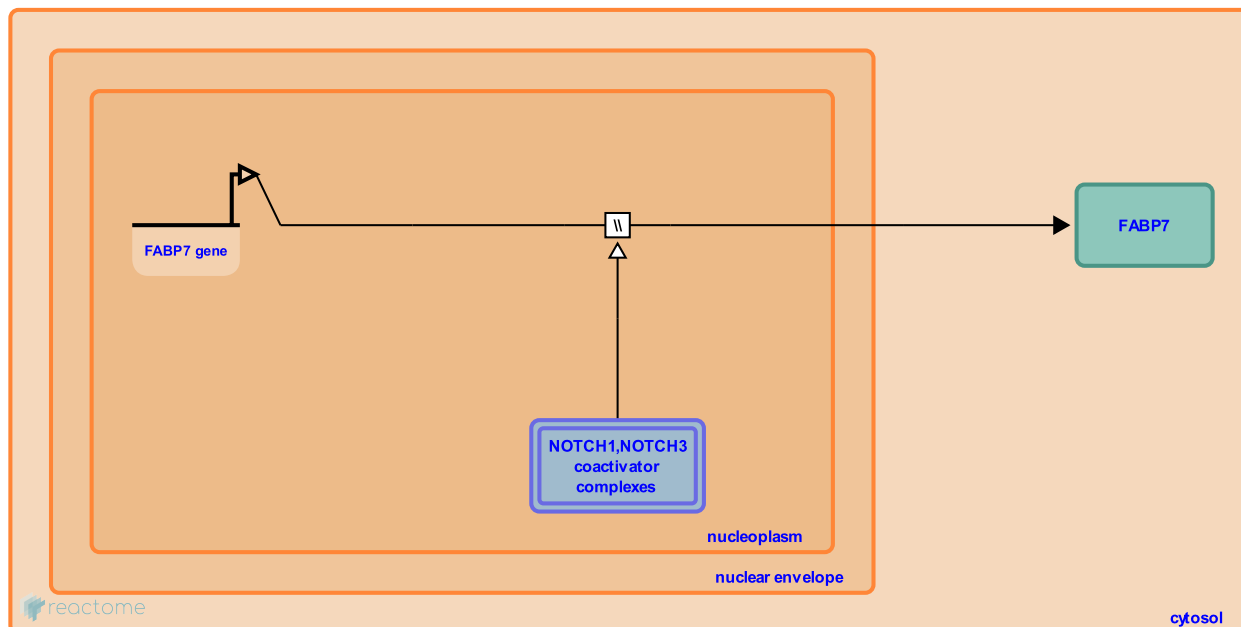 FABP7 gene
\\
FABP7
NOTCH1,NOTCH3
coactivator
complexes
nucleoplasm
nuclear envelope
reactome
cytosol